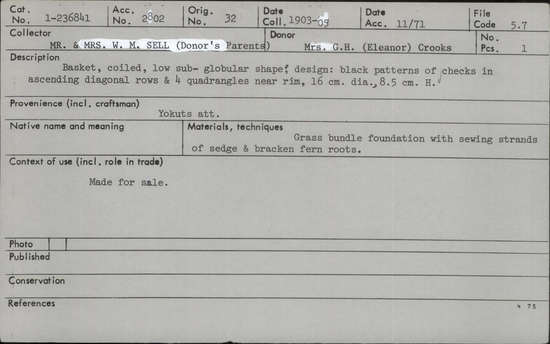 Cat. No. 1-236841 Acc. No. 2802 Orig. No. 32 Date Coll. 1903-09 Date Acc. 11/71 File Code 5.7
Collector MR. & MRS. W. M. SELL (Donor's Parents) Donor Mrs. G.H. (Eleanor) Crooks No. Pcs. 1
Description Basket, coiled, low sub- globular shape; design: black patterns of checks in
ascending diagonal rows & 4 quadrangles near rim, 16 cm. dia., 8.5 cm. H.
Provenience (incl. craftsman)
Yokuts att.
Native name and meaning Materials, techniques
Grass bundle foundation with sewing strands
of sedge & bracken fern roots.
Context of use (incl. role in trade)
Made for sale.
Photo
Published
Conservation
References
4 75